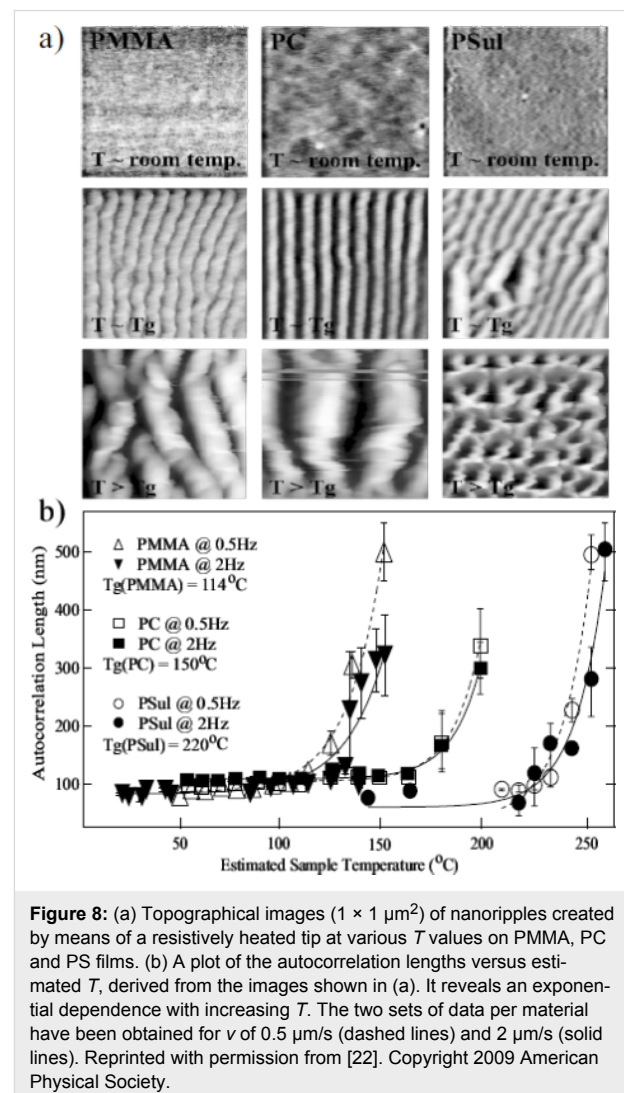 a)
PMMA
PC
PSul
T ~ room temp.
T ~ room temp.
T ~ room temp.
T ~ Tg
T ~ Tg
T ~ Tg
T > Tg
T > Tg
T > Tg
b)
500
400
300
200
100
Autocorrelation Length (nm)
△ PMMA @ 0.5Hz
▼ PMMA @ 2Hz
Tg(PMMA) = 114°C
□ PC @ 0.5Hz
■ PC @ 2Hz
Tg(PC) = 150°C
○ PSul @ 0.5Hz
● PSul @ 2Hz
Tg(PSul) = 220°C
50
100
150
200
250
Estimated Sample Temperature (°C)
Figure 8: (a) Topographical images (1 × 1 µm²) of nanoripples created
by means of a resistively heated tip at various T values on PMMA, PC
and PS films. (b) A plot of the autocorrelation lengths versus esti-
mated T, derived from the images shown in (a). It reveals an exponen-
tial dependence with increasing T. The two sets of data per material
have been obtained for v of 0.5 µm/s (dashed lines) and 2 µm/s (solid
lines). Reprinted with permission from [22]. Copyright 2009 American
Physical Society.